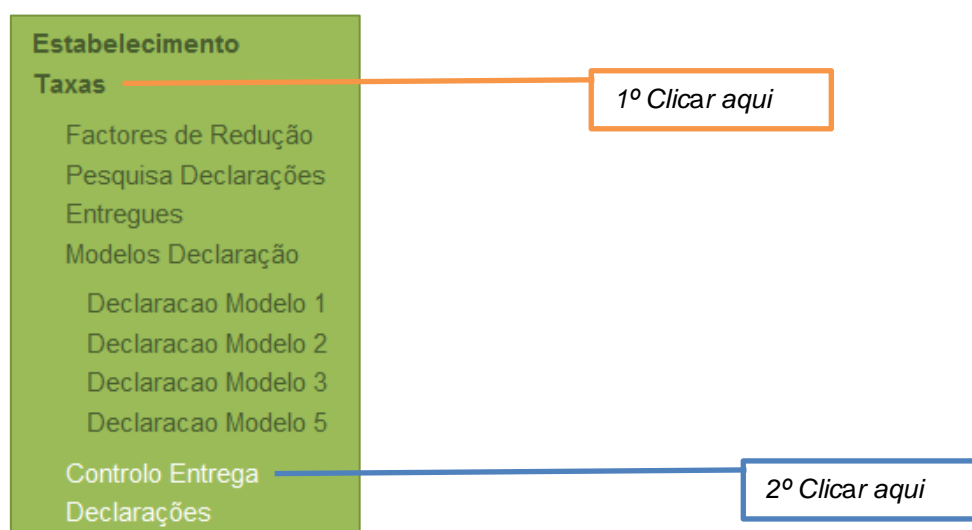 Estabelecimento
Taxas
1º Clicar aqui
Factores de Redução
Pesquisa Declarações
Entregues
Modelos Declaração
Declaracao Modelo 1
Declaracao Modelo 2
Declaracao Modelo 3
Declaracao Modelo 5
Controlo Entrega
Declarações
2º Clicar aqui